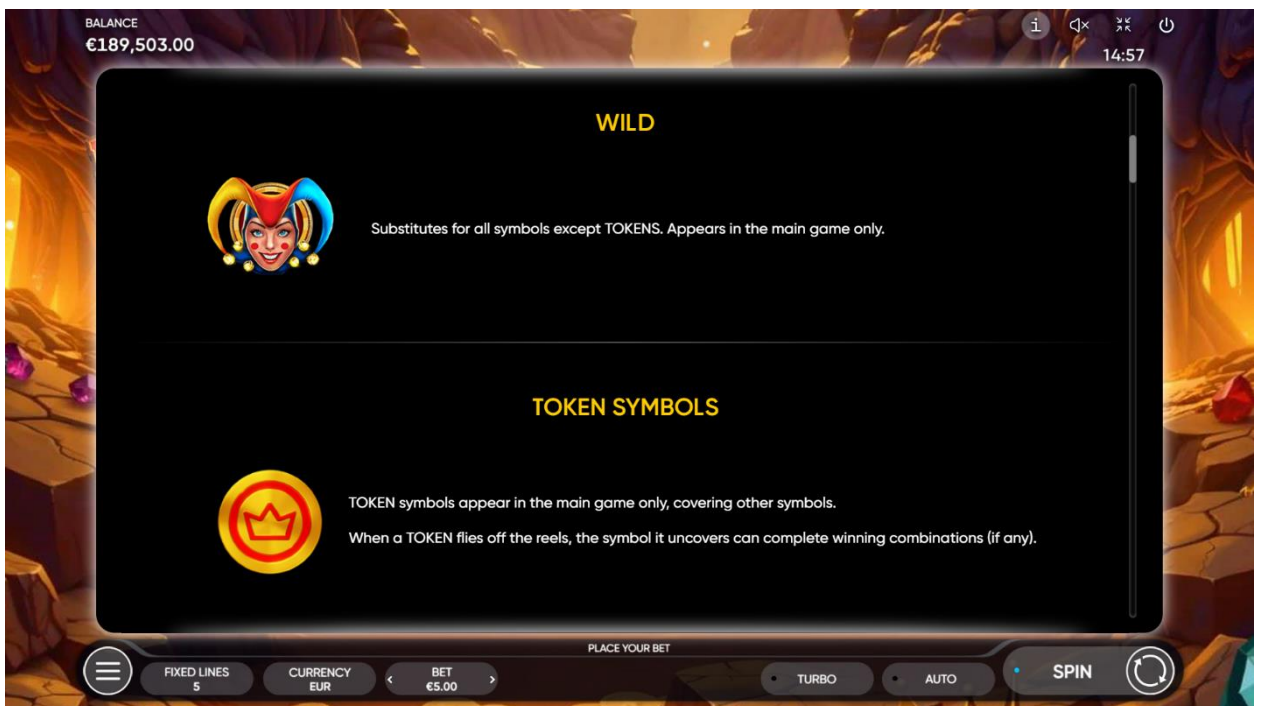 BALANCE
€189,503.00
i
14:57
WILD
Substitutes for all symbols except TOKENS. Appears in the main game only.
TOKEN SYMBOLS
TOKEN symbols appear in the main game only, covering other symbols.
When a TOKEN flies off the reels, the symbol it uncovers can complete winning combinations (if any).
PLACE YOUR BET
FIXED LINES
5
CURRENCY
EUR
BET
€5.00
TURBO
AUTO
SPIN